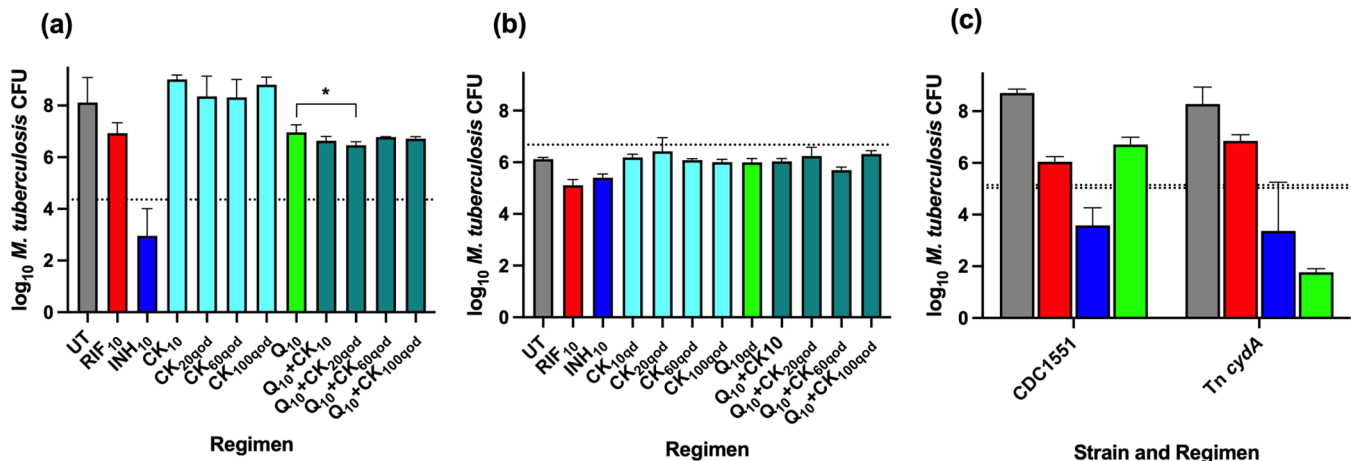 (a)
log10 M. tuberculosis CFU
8
6
4
2
0
*
UT
RIF10
INH10
CK10
CK20qod
CK60qod
CK100qod
Q10
Q10+CK10
Q10+CK20qod
Q10+CK60qod
Q10+CK100qod
Regimen
(b)
log10 M. tuberculosis CFU
8
6
4
2
0
UT
RIF10
INH10
CK10qd
CK20qod
CK60qod
CK100qod
Q10qd
Q10+CK10
Q10+CK20qod
Q10+CK60qod
Q10+CK100qod
Regimen
(c)
log10 M. tuberculosis CFU
8
6
4
2
0
CDC1551
Tn cydA
Strain and Regimen